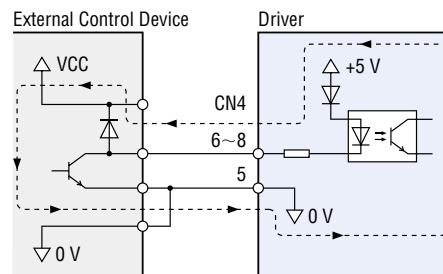 External Control Device
Driver
VCC
+5 V
CN4
6~8
5
0 V
0 V